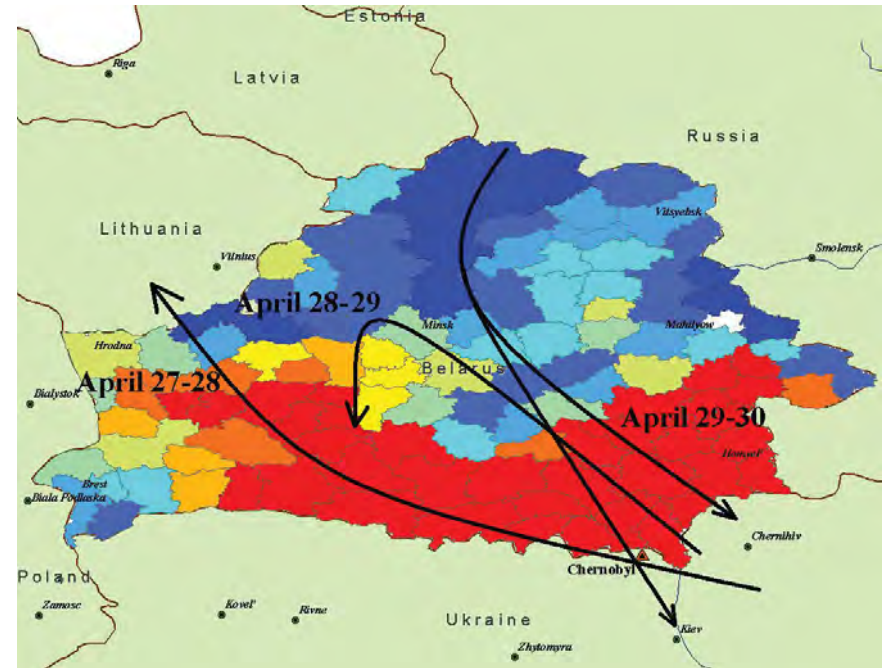 Estonia
Riga
Latvia
Russia
Vitsyebsk
Lithuania
Smolensk
Vilnius
April 28-29
Minsk
Mahilyow
Hrodna
Belarus
April 27-28
Bialystok
April 29-30
Homuel'
Brest
Biala Podlaska
Chernihiv
Chernobyl
Poland
Zamosc
Kovel'
Rivne
Ukraine
Kiev
Zhytomyra